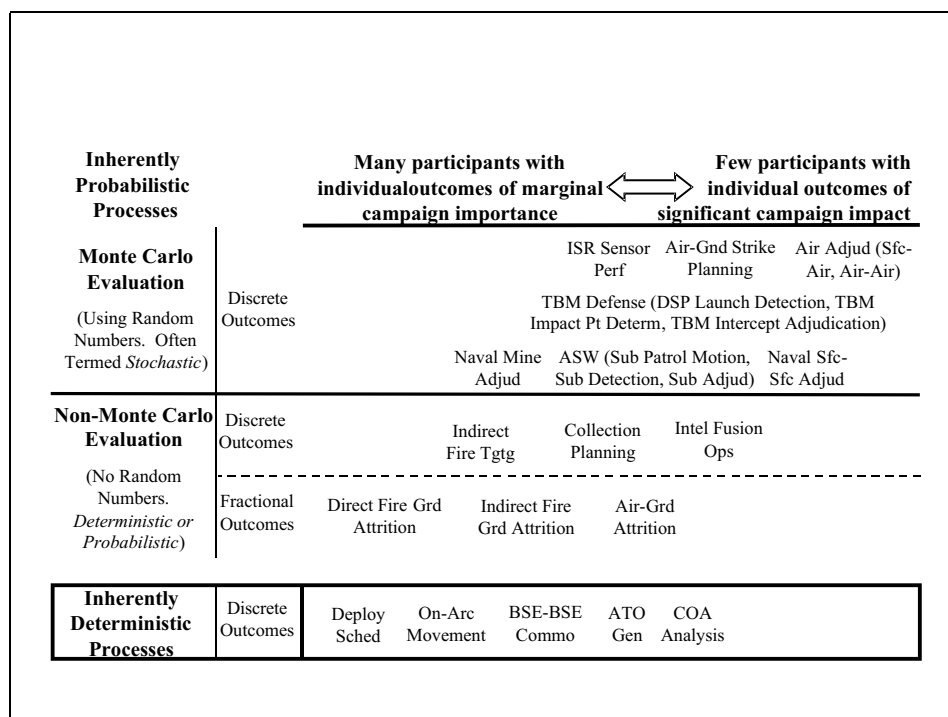 Inherently
Probabilistic
Processes
Many participants with
individualoutcomes of marginal
campaign importance
Few participants with
individual outcomes of
significant campaign impact
Monte Carlo
Evaluation
(Using Random
Numbers. Often
Termed Stochastic)
Discrete
Outcomes
ISR Sensor
Perf
Air-Gnd Strike
Planning
Air Adjud (Sfc-
Air, Air-Air)
TBM Defense (DSP Launch Detection, TBM
Impact Pt Determ, TBM Intercept Adjudication)
Naval Mine
Adjud
ASW (Sub Patrol Motion,
Sub Detection, Sub Adjud)
Naval Sfc-
Sfc Adjud
Non-Monte Carlo
Evaluation
(No Random
Numbers.
Deterministic or
Probabilistic)
Discrete
Outcomes
Indirect
Fire Tgtg
Collection
Planning
Intel Fusion
Ops
Fractional
Outcomes
Direct Fire Grd
Attrition
Indirect Fire
Grd Attrition
Air-Grd
Attrition
Inherently
Deterministic
Processes
Discrete
Outcomes
Deploy
Sched
On-Arc
Movement
BSE-BSE
Commo
ATO
Gen
COA
Analysis